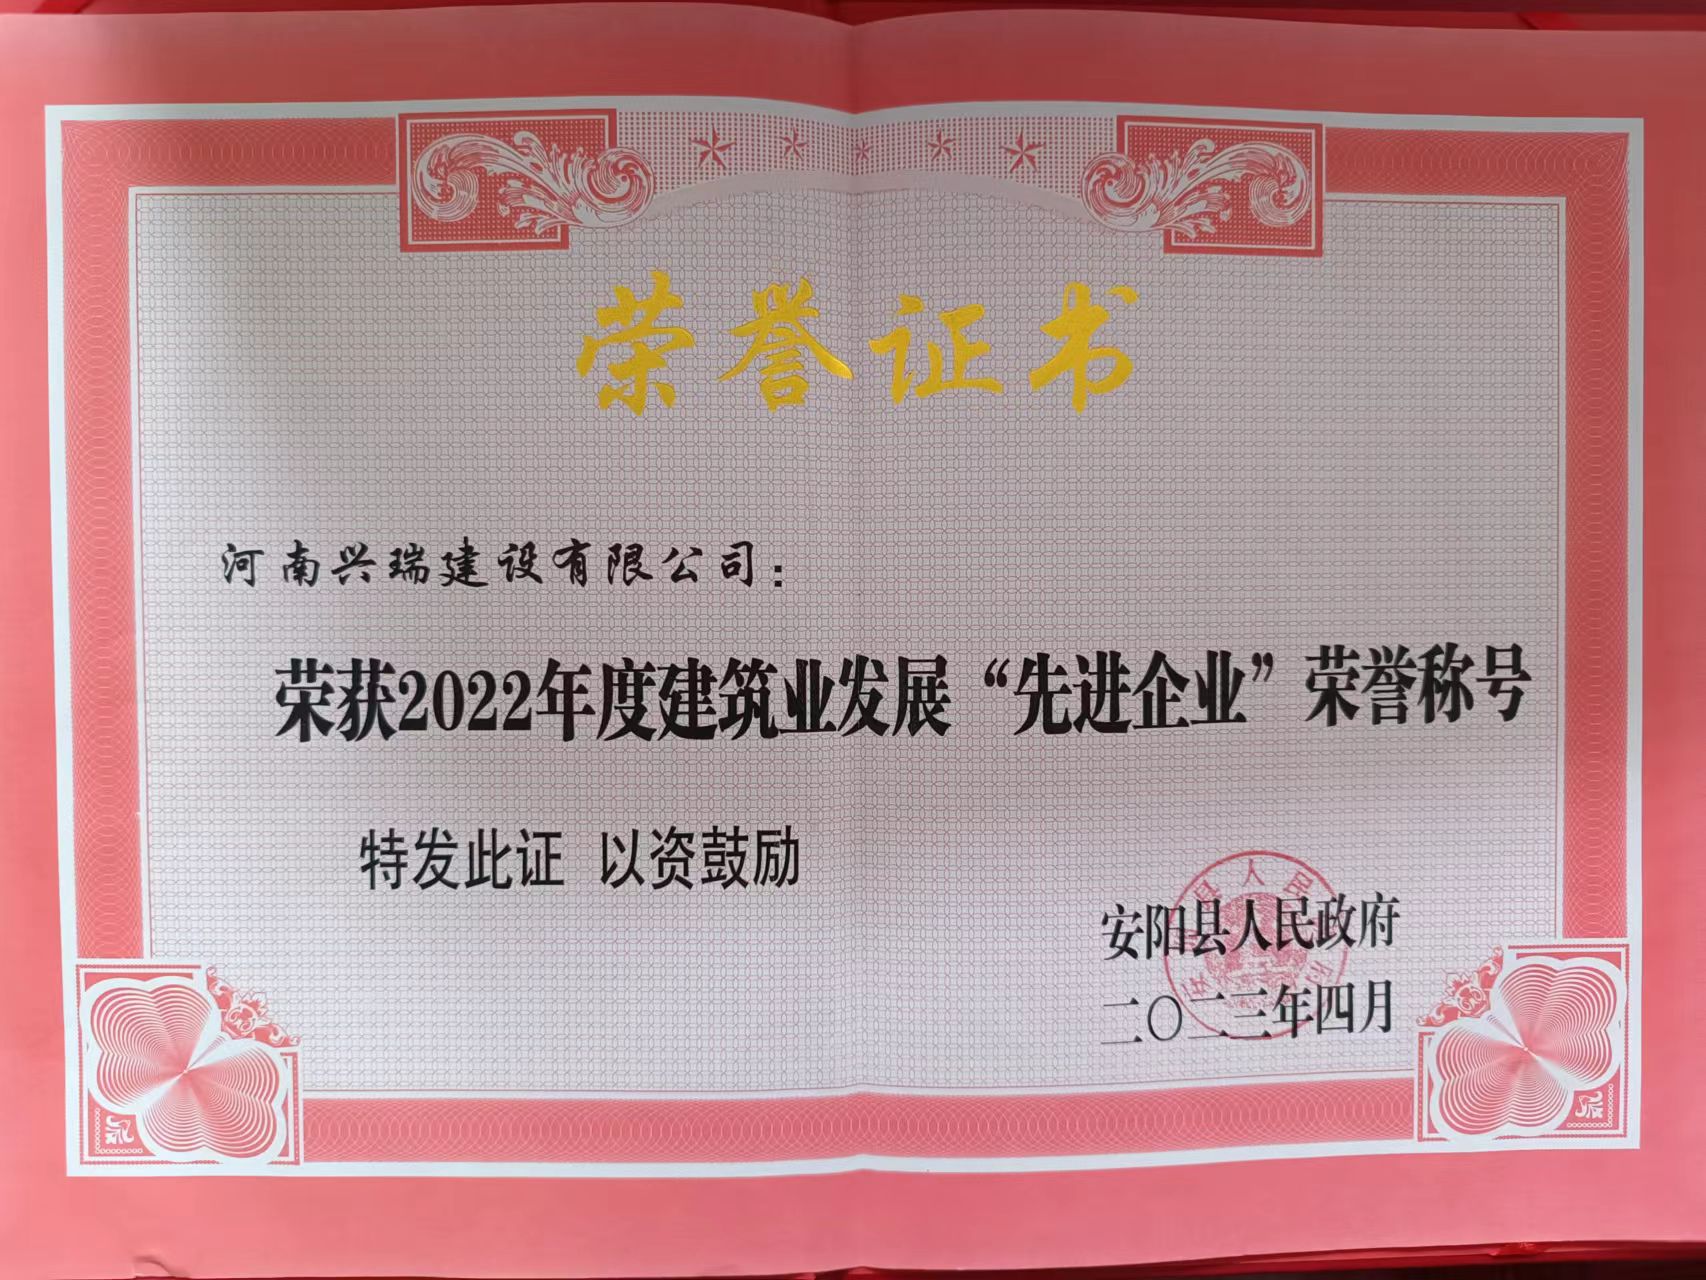 荣誉证书
河南兴瑞建设有限公司：
荣获2022年度建筑业发展“先进企业”荣誉称号
特发此证 以资鼓励
安阳县人民政府
二〇二三年四月